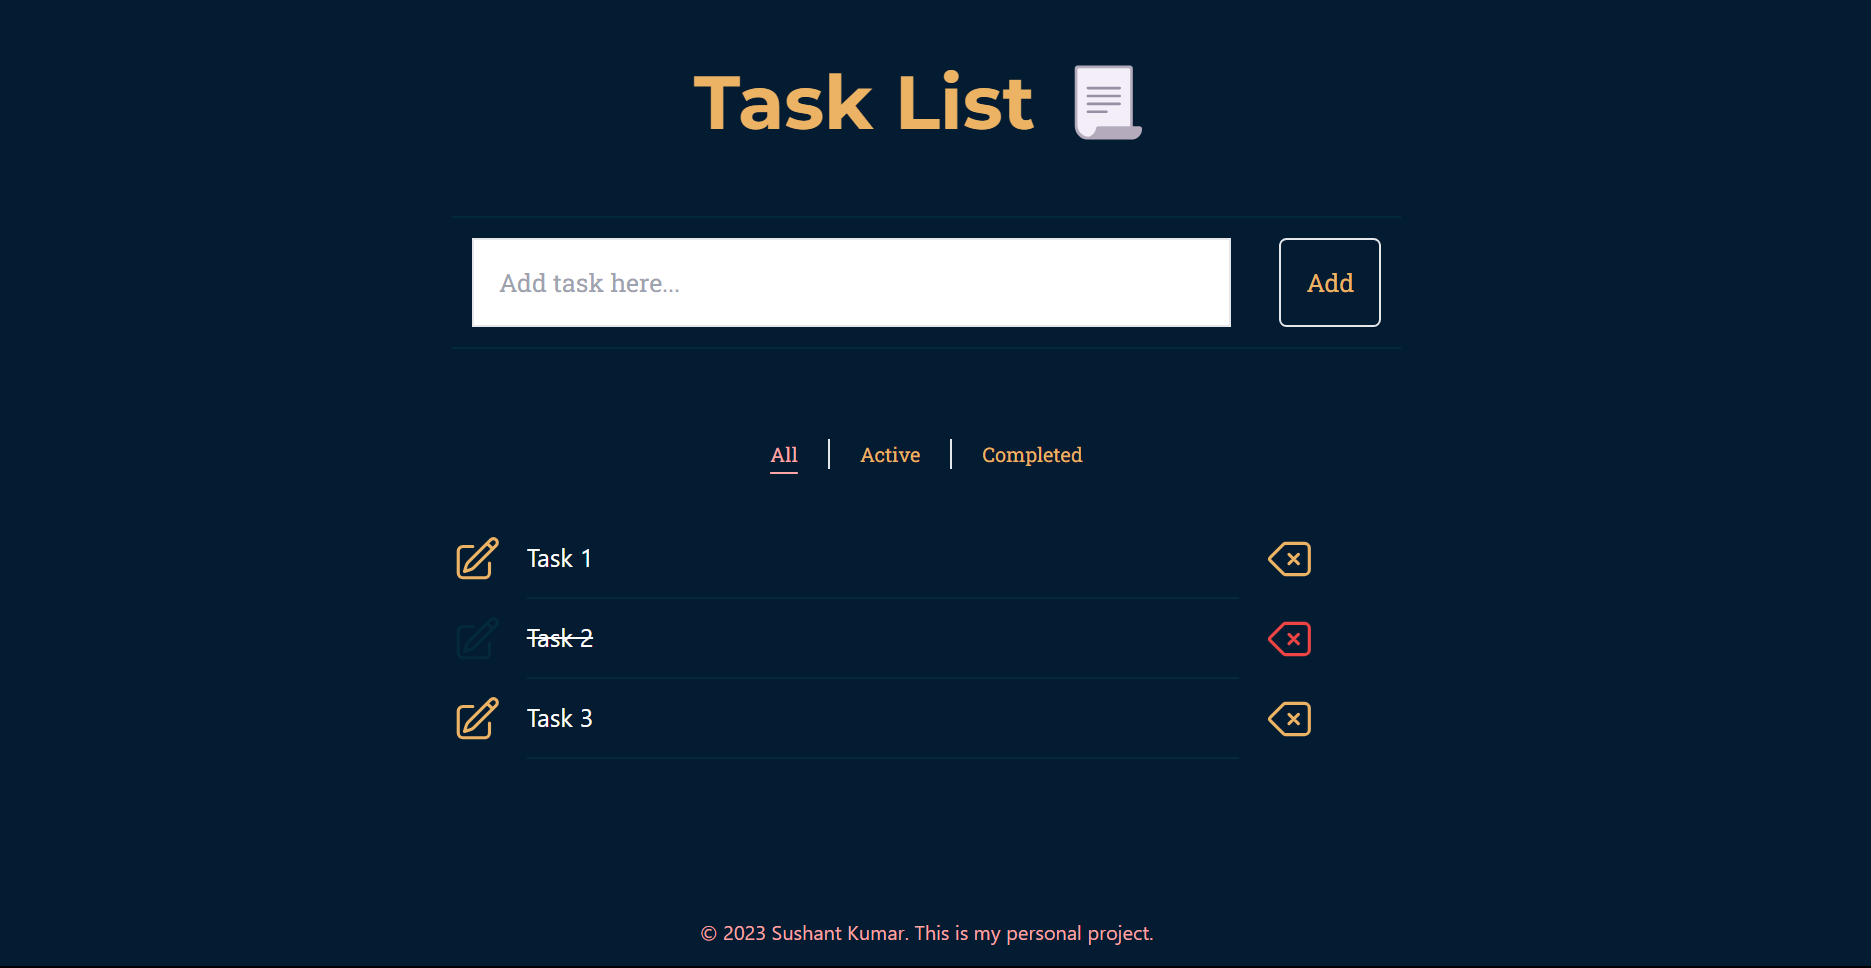 Task List
Add task here...
Add
All
Active
Completed
Task 1
Task 2
Task 3
© 2023 Sushant Kumar. This is my personal project.